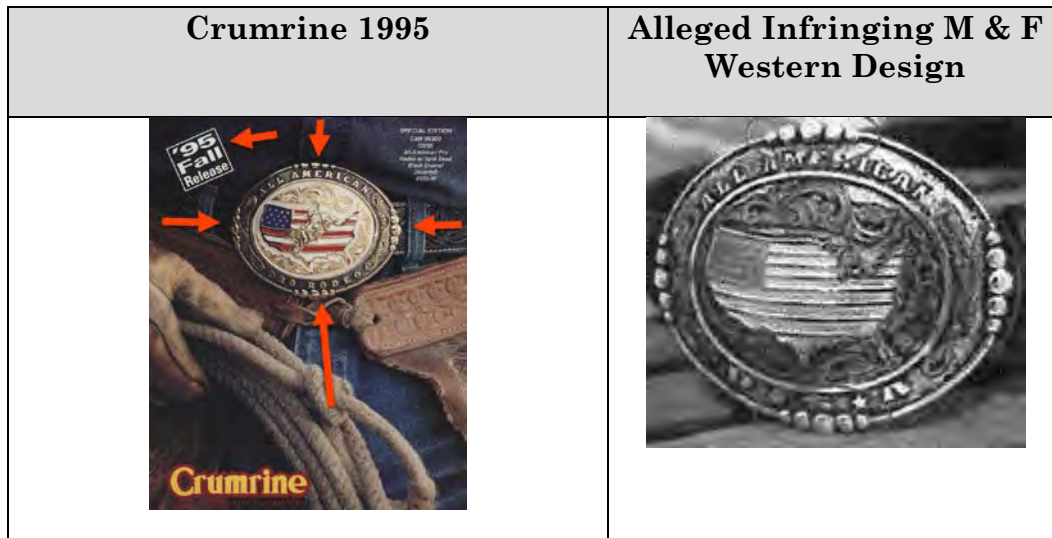 Crumrine 1995
Alleged Infringing M & F
Western Design
'95
Fall
Release
SPECIAL EDITION
ALL AMERICAN
RODEO
Crumrine
ALL AMERICAN